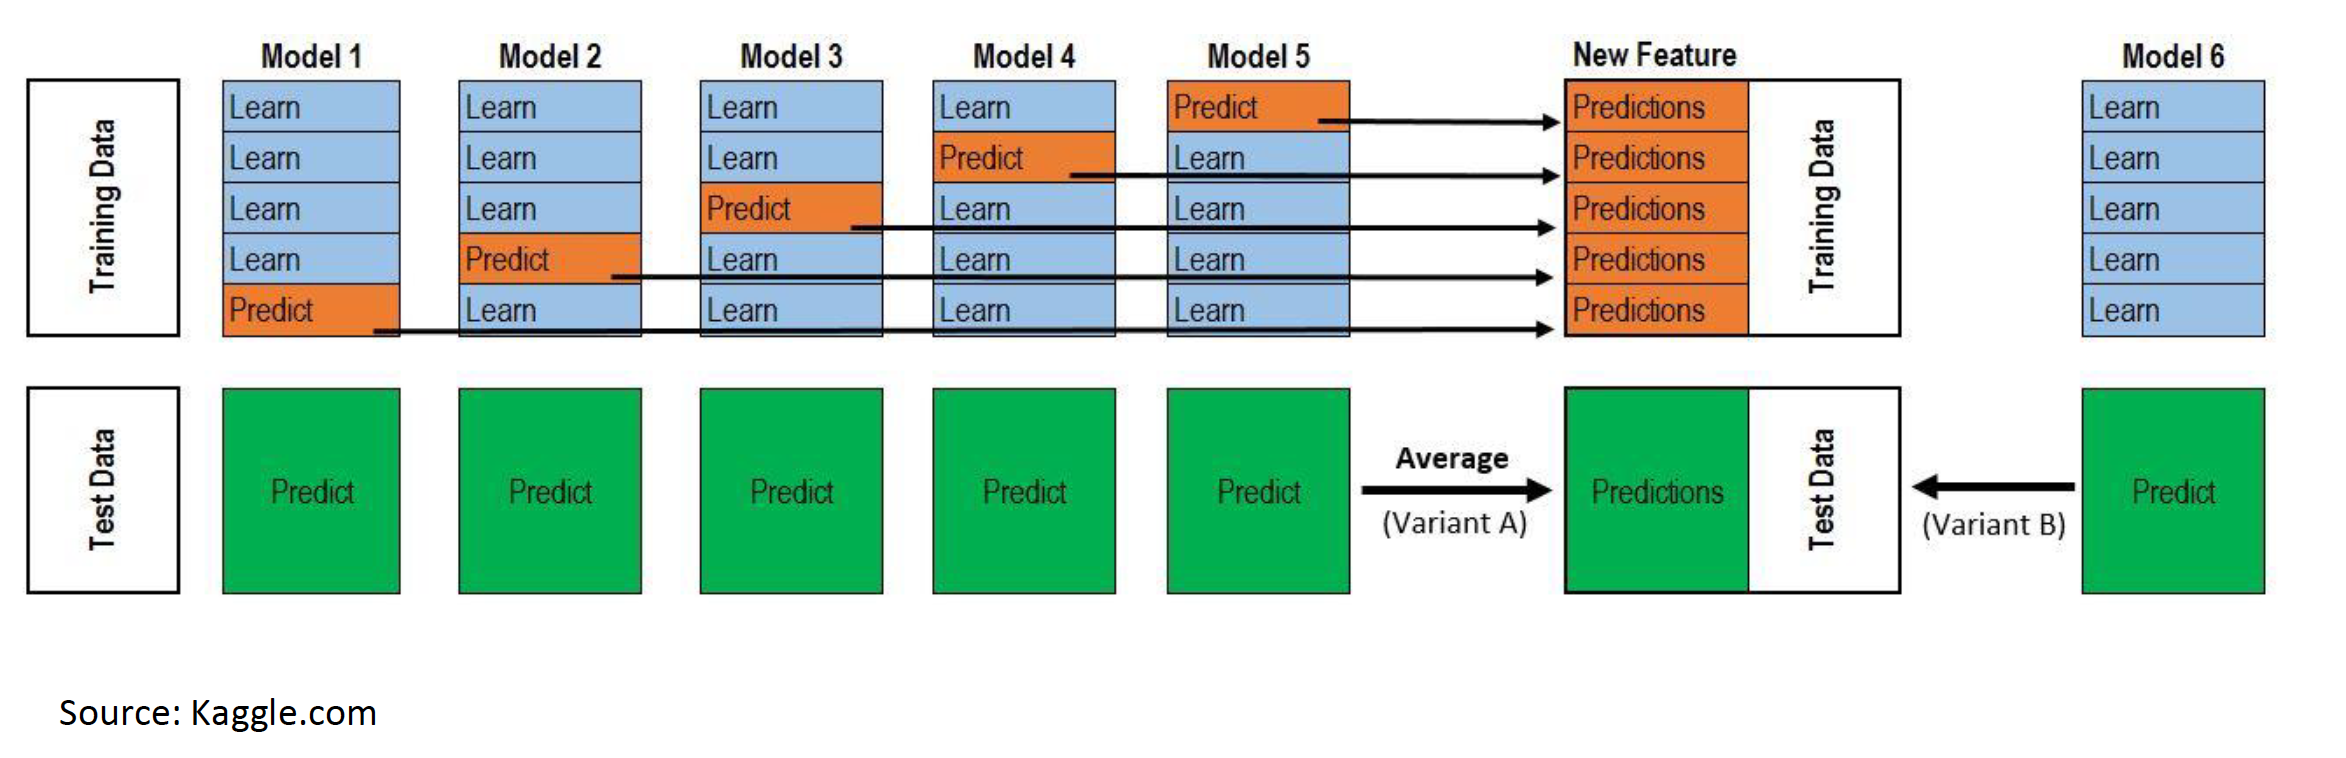 Model 1
Model 2
Model 3
Model 4
Model 5
New Feature
Model 6
Training Data
Learn
Learn
Learn
Learn
Predict
Learn
Learn
Learn
Predict
Learn
Learn
Learn
Predict
Learn
Learn
Learn
Predict
Learn
Learn
Learn
Predict
Learn
Learn
Learn
Learn
Predictions
Predictions
Predictions
Predictions
Predictions
Training Data
Learn
Learn
Learn
Learn
Learn
Test Data
Predict
Predict
Predict
Predict
Predict
Average
(Variant A)
Predictions
Test Data
(Variant B)
Predict
Source: Kaggle.com